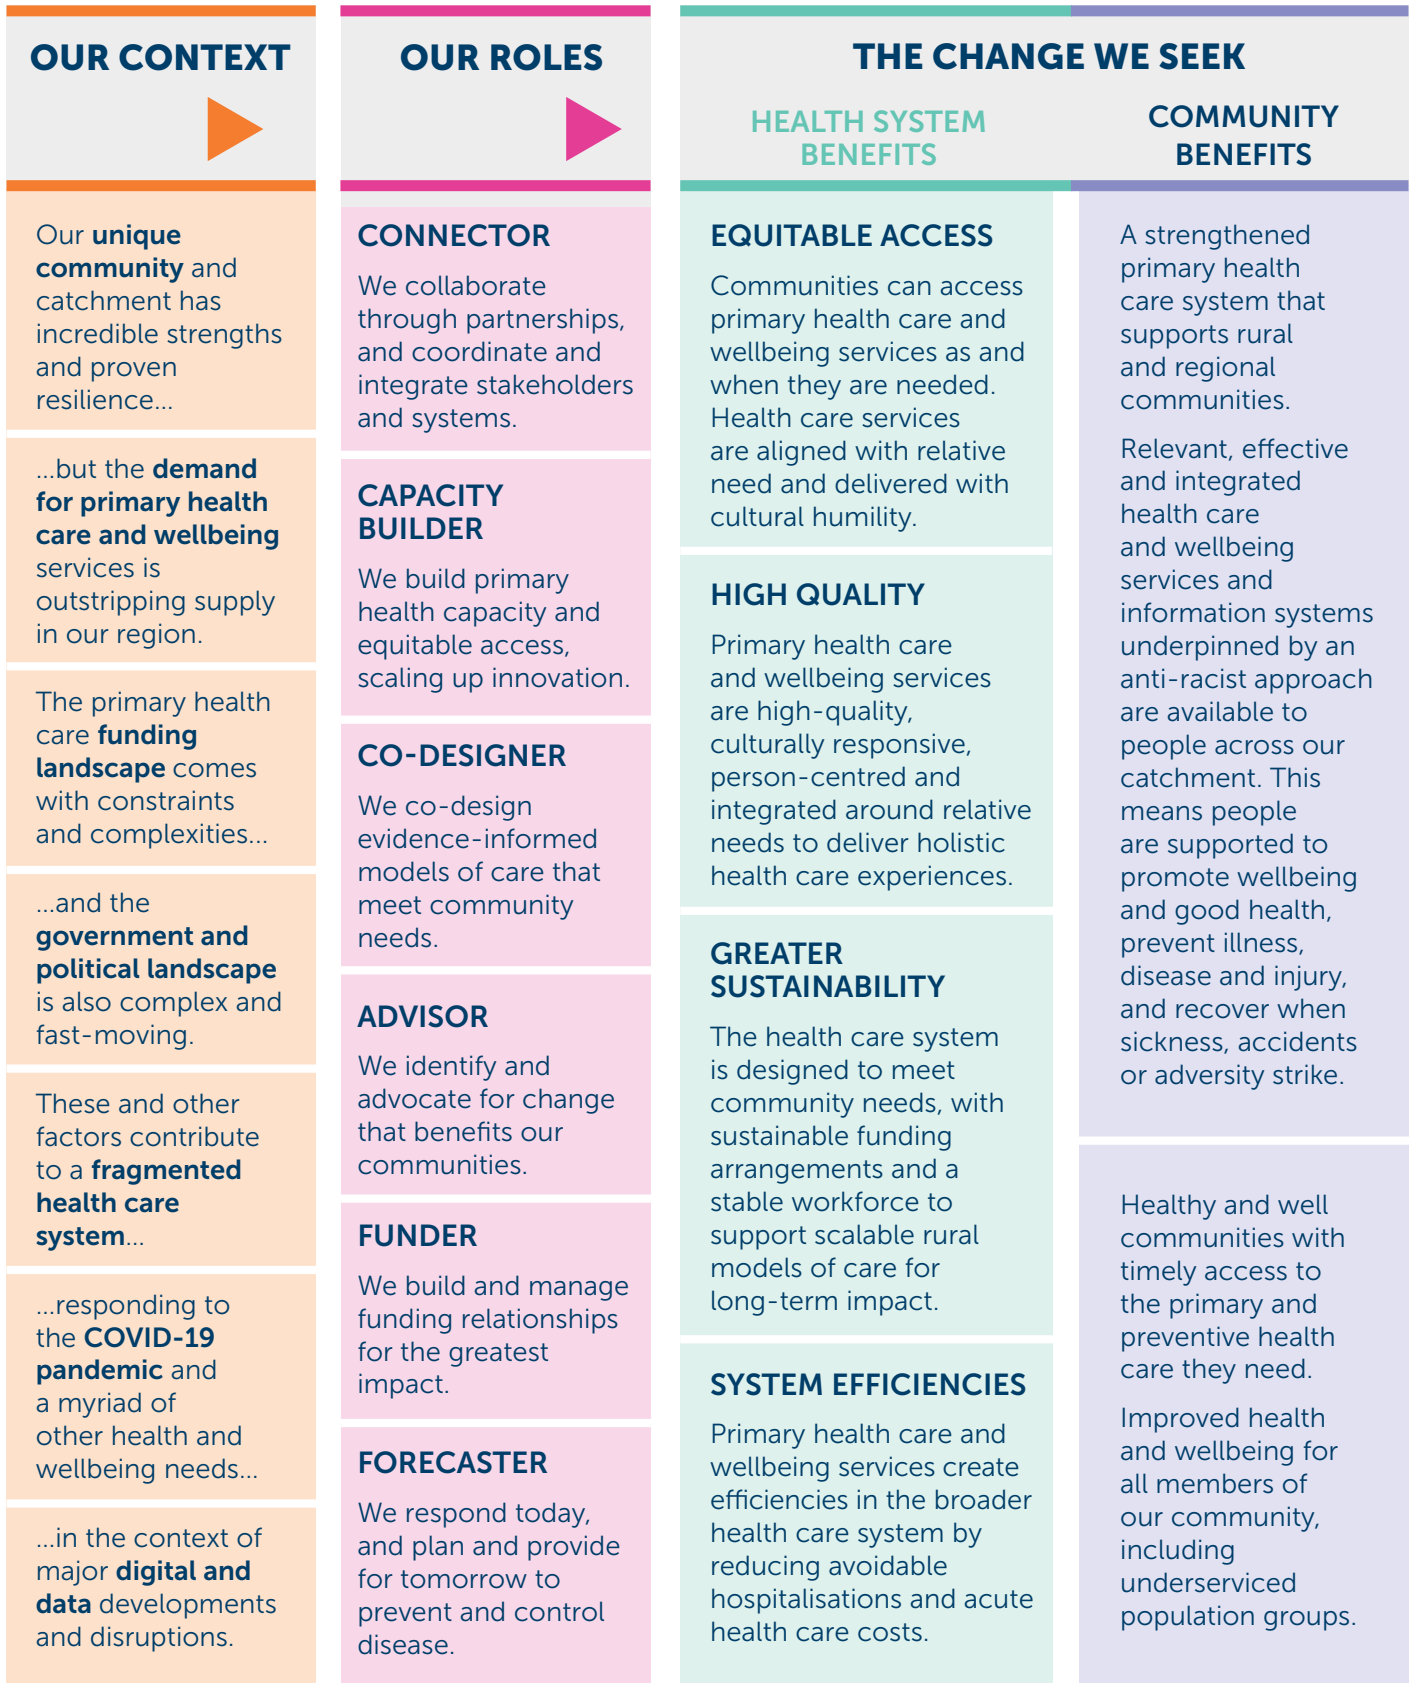 OUR CONTEXT
Our unique
community and
catchment has
incredible strengths
and proven
resilience...
...but the demand
for primary health
care and wellbeing
services is
outstripping supply
in our region.
The primary health
care funding
landscape comes
with constraints
and complexities...
...and the
government and
political landscape
is also complex and
fast-moving.
These and other
factors contribute
to a fragmented
health care
system...
...responding to
the COVID-19
pandemic and
a myriad of
other health and
wellbeing needs...
...in the context of
major digital and
data developments
and disruptions.
OUR ROLES
CONNECTOR
We collaborate
through partnerships,
and coordinate and
integrate stakeholders
and systems.
CAPACITY
BUILDER
We build primary
health capacity and
equitable access,
scaling up innovation.
CO-DESIGNER
We co-design
evidence-informed
models of care that
meet community
needs.
ADVISOR
We identify and
advocate for change
that benefits our
communities.
FUNDER
We build and manage
funding relationships
for the greatest
impact.
FORECASTER
We respond today,
and plan and provide
for tomorrow to
prevent and control
disease.
THE CHANGE WE SEEK
HEALTH SYSTEM
BENEFITS
EQUITABLE ACCESS
Communities can access
primary health care and
wellbeing services as and
when they are needed.
Health care services
are aligned with relative
need and delivered with
cultural humility.
HIGH QUALITY
Primary health care
and wellbeing services
are high-quality,
culturally responsive,
person-centred and
integrated around relative
needs to deliver holistic
health care experiences.
GREATER
SUSTAINABILITY
The health care system
is designed to meet
community needs, with
sustainable funding
arrangements and a
stable workforce to
support scalable rural
models of care for
long-term impact.
SYSTEM EFFICIENCIES
Primary health care and
wellbeing services create
efficiencies in the broader
health care system by
reducing avoidable
hospitalisations and acute
health care costs.
COMMUNITY
BENEFITS
A strengthened
primary health
care system that
supports rural
and regional
communities.
Relevant, effective
and integrated
health care
and wellbeing
services and
information systems
underpinned by an
anti-racist approach
are available to
people across our
catchment. This
means people
are supported to
promote wellbeing
and good health,
prevent illness,
disease and injury,
and recover when
sickness, accidents
or adversity strike.
Healthy and well
communities with
timely access to
the primary and
preventive health
care they need.
Improved health
and wellbeing for
all members of
our community,
including
underserviced
population groups.